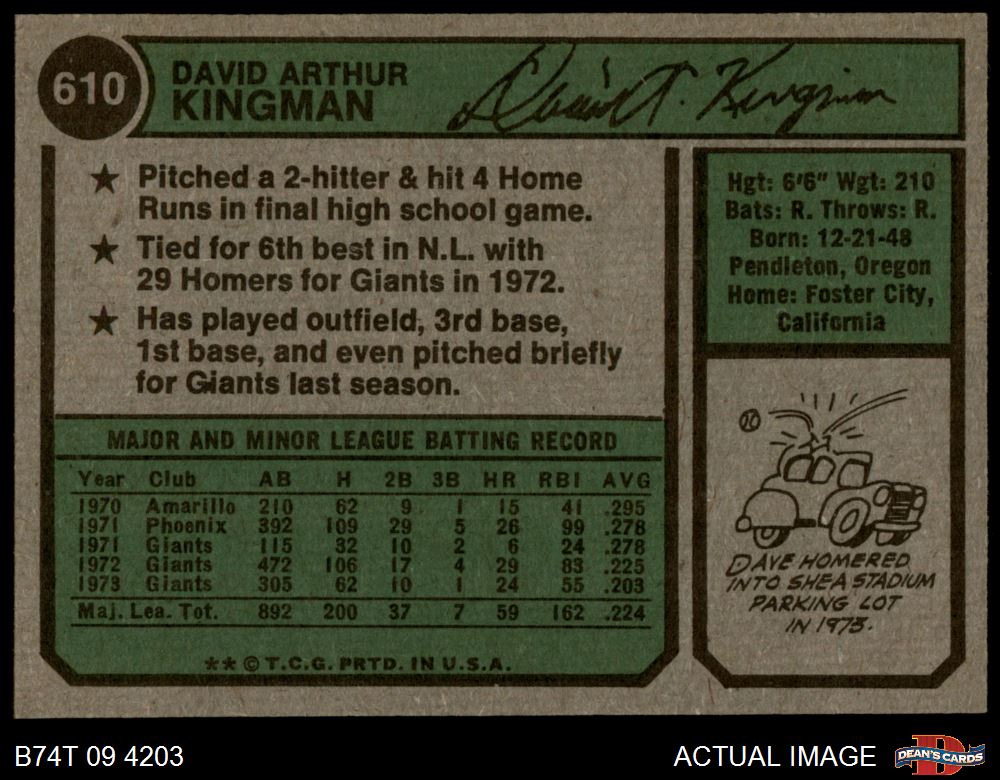 610
DAVID ARTHUR
KINGMAN
David A. Kingman
★ Pitched a 2-hitter & hit 4 Home
Runs in final high school game.
★ Tied for 6th best in N.L. with
29 Homers for Giants in 1972.
★ Has played outfield, 3rd base,
1st base, and even pitched briefly
for Giants last season.
Hgt: 6'6" Wgt: 210
Bats: R. Throws: R.
Born: 12-21-48
Pendleton, Oregon
Home: Foster City,
California
MAJOR AND MINOR LEAGUE BATTING RECORD
Year Club AB H 2B 3B HR RBI AVG
1970 Amarillo 210 62 9 1 15 41 .295
1971 Phoenix 392 109 29 5 26 99 .278
1971 Giants 115 32 10 2 6 24 .278
1972 Giants 472 106 17 4 29 83 .225
1973 Giants 305 62 10 1 24 55 .203
Maj. Lea. Tot. 892 200 37 7 59 162 .224
** © T.C.G. PRTD. IN U.S.A.
DAVE HOMERED
INTO SHEA STADIUM
PARKING LOT
IN 1973.
B74T 09 4203
ACTUAL IMAGE
D
DEAN'S CARDS